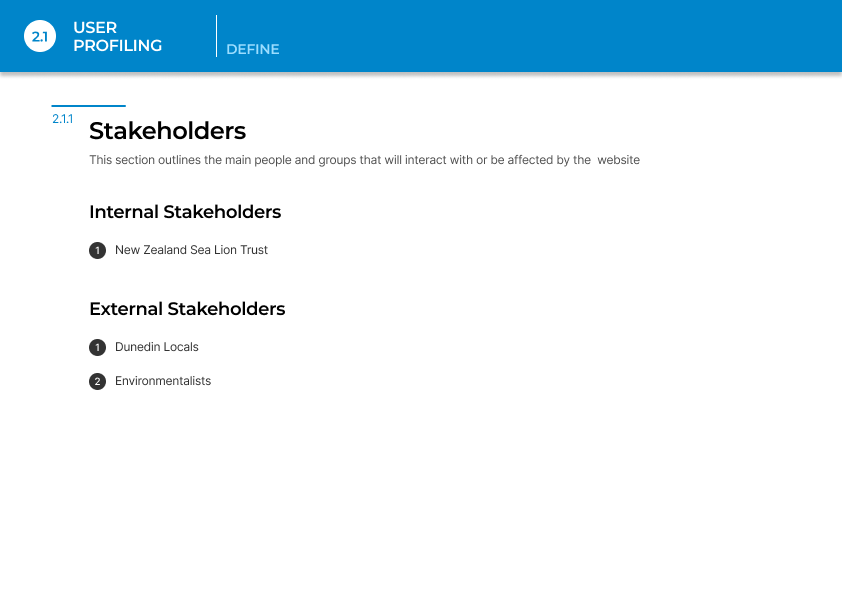 2.1
USER
PROFILING
DEFINE
2.1.1
Stakeholders
This section outlines the main people and groups that will interact with or be affected by the  website
Internal Stakeholders
1 New Zealand Sea Lion Trust
External Stakeholders
1 Dunedin Locals
2 Environmentalists